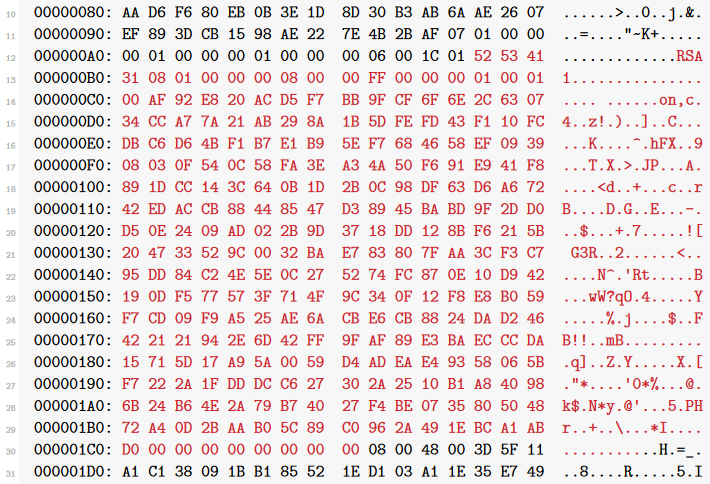 10 00000080: AA D6 F6 80 EB 0B 3E 1D 8D 30 B3 AB 6A AE 26 07 ......>..0..j.&.
11 00000090: EF 89 3D CB 15 98 AE 22 7E 4B 2B AF 07 01 00 00 ..=...."~K+.....
12 000000A0: 00 01 00 00 01 00 01 00 00 06 00 1C 01 52 53 41 .............RSA
13 000000B0: 31 08 01 00 00 00 08 00 00 FF 00 00 00 01 00 01 1...............
14 000000C0: 00 AF 92 E8 20 AC D5 F7 BB 9F CF 6F 6E 2C 63 07 .... ......on,c.
15 000000D0: 34 CC A7 7A 21 AB 29 8A 1B 5D FE FD 43 F1 10 FC 4..z!.)..]..C...
16 000000E0: DB C6 D6 4B F1 B7 E1 B9 5E F7 68 46 58 EF 09 39 ...K....^.hFX..9
17 000000F0: 08 03 0F 54 0C 58 FA 3E A3 4A 50 F6 91 E9 41 F8 ...T.X.>.JP...A.
18 00000100: 89 1D CC 14 3C 64 0B 1D 2B 0C 98 DF 63 D6 A6 72 ....<d..+...c..r
19 00000110: 42 ED AC CB 88 44 85 47 D3 89 45 BA BD 9F 2D D0 B....D.G..E...-.
20 00000120: D5 0E 24 09 AD 02 2B 9D 37 18 DD 12 8B F6 21 5B ..$...+.7.....![
21 00000130: 20 47 33 52 9C 00 32 BA E7 83 80 7F AA 3C F3 C7 G3R..2......<..
22 00000140: 95 DD 84 C2 4E 5E 0C 27 52 74 FC 87 0E 10 D9 42 ....N^.'Rt.....B
23 00000150: 19 0D F5 77 57 3F 71 4F 9C 34 0F 12 F8 E8 B0 59 ...wW?qO.4.....Y
24 00000160: F7 CD 09 F9 A5 25 AE 6A CB E6 CB 88 24 DA D2 46 .....%.j....$..F
25 00000170: 42 21 21 94 2E 6D 42 FF 9F AF 89 E3 BA EC CC DA B!!..mB.........
26 00000180: 15 71 5D 17 A9 5A 00 59 D4 AD EA E4 93 58 06 5B .q]..Z.Y.....X.[
27 00000190: F7 22 2A 1F DD DC C6 27 30 2A 25 10 B1 A8 40 98 ."*....'0*%...@.
28 000001A0: 6B 24 B6 4E 2A 79 B7 40 27 F4 BE 07 35 80 50 48 k$.N*y.@'...5.PH
29 000001B0: 72 A4 0D 2B AA B0 5C 89 C0 96 2A 49 1E BC A1 AB r..+..\...*I....
30 000001C0: D0 00 00 00 00 00 00 00 00 08 00 48 00 3D 5F 11 ...........H.=_.
31 000001D0: A1 C1 38 09 1B B1 85 52 1E D1 03 A1 1E 35 E7 49 ..8....R.....5.I